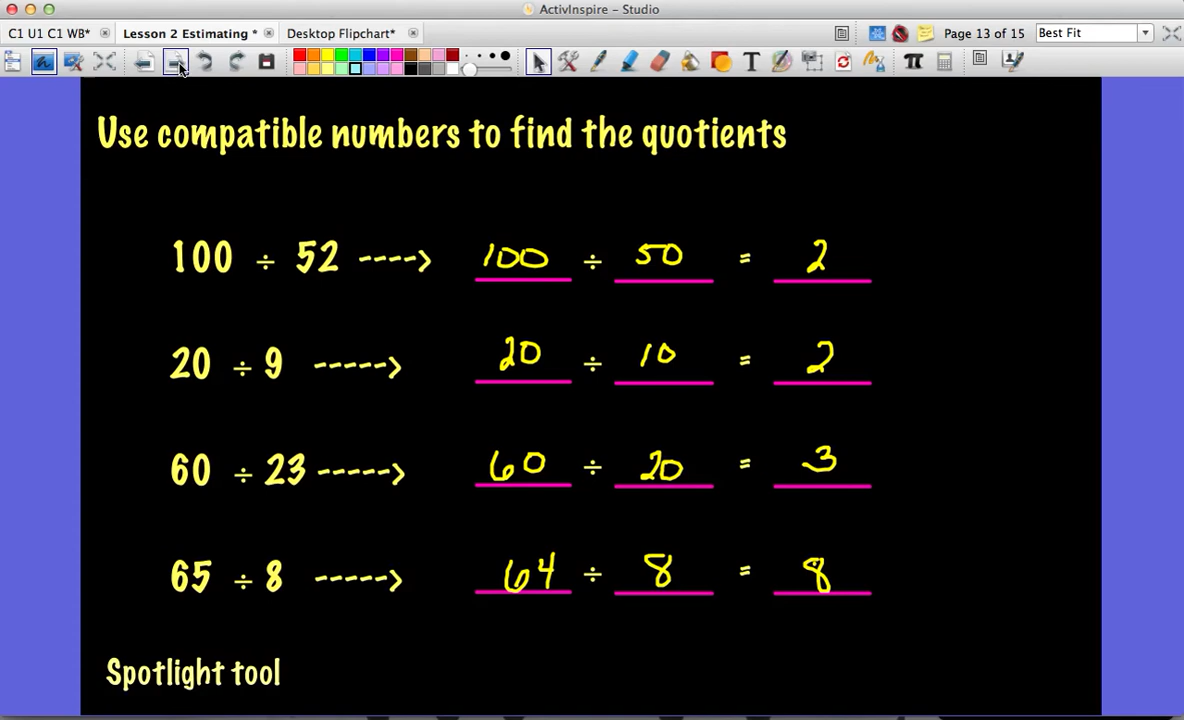 ActivInspire - Studio
C1 U1 C1 WB* Lesson 2 Estimating * Desktop Flipchart*
Page 13 of 15 Best Fit
Use compatible numbers to find the quotients
100 ÷ 52 ----> 100 ÷ 50 = 2
20 ÷ 9 -----> 20 ÷ 10 = 2
60 ÷ 23 -----> 60 ÷ 20 = 3
65 ÷ 8 -----> 64 ÷ 8 = 8
Spotlight tool